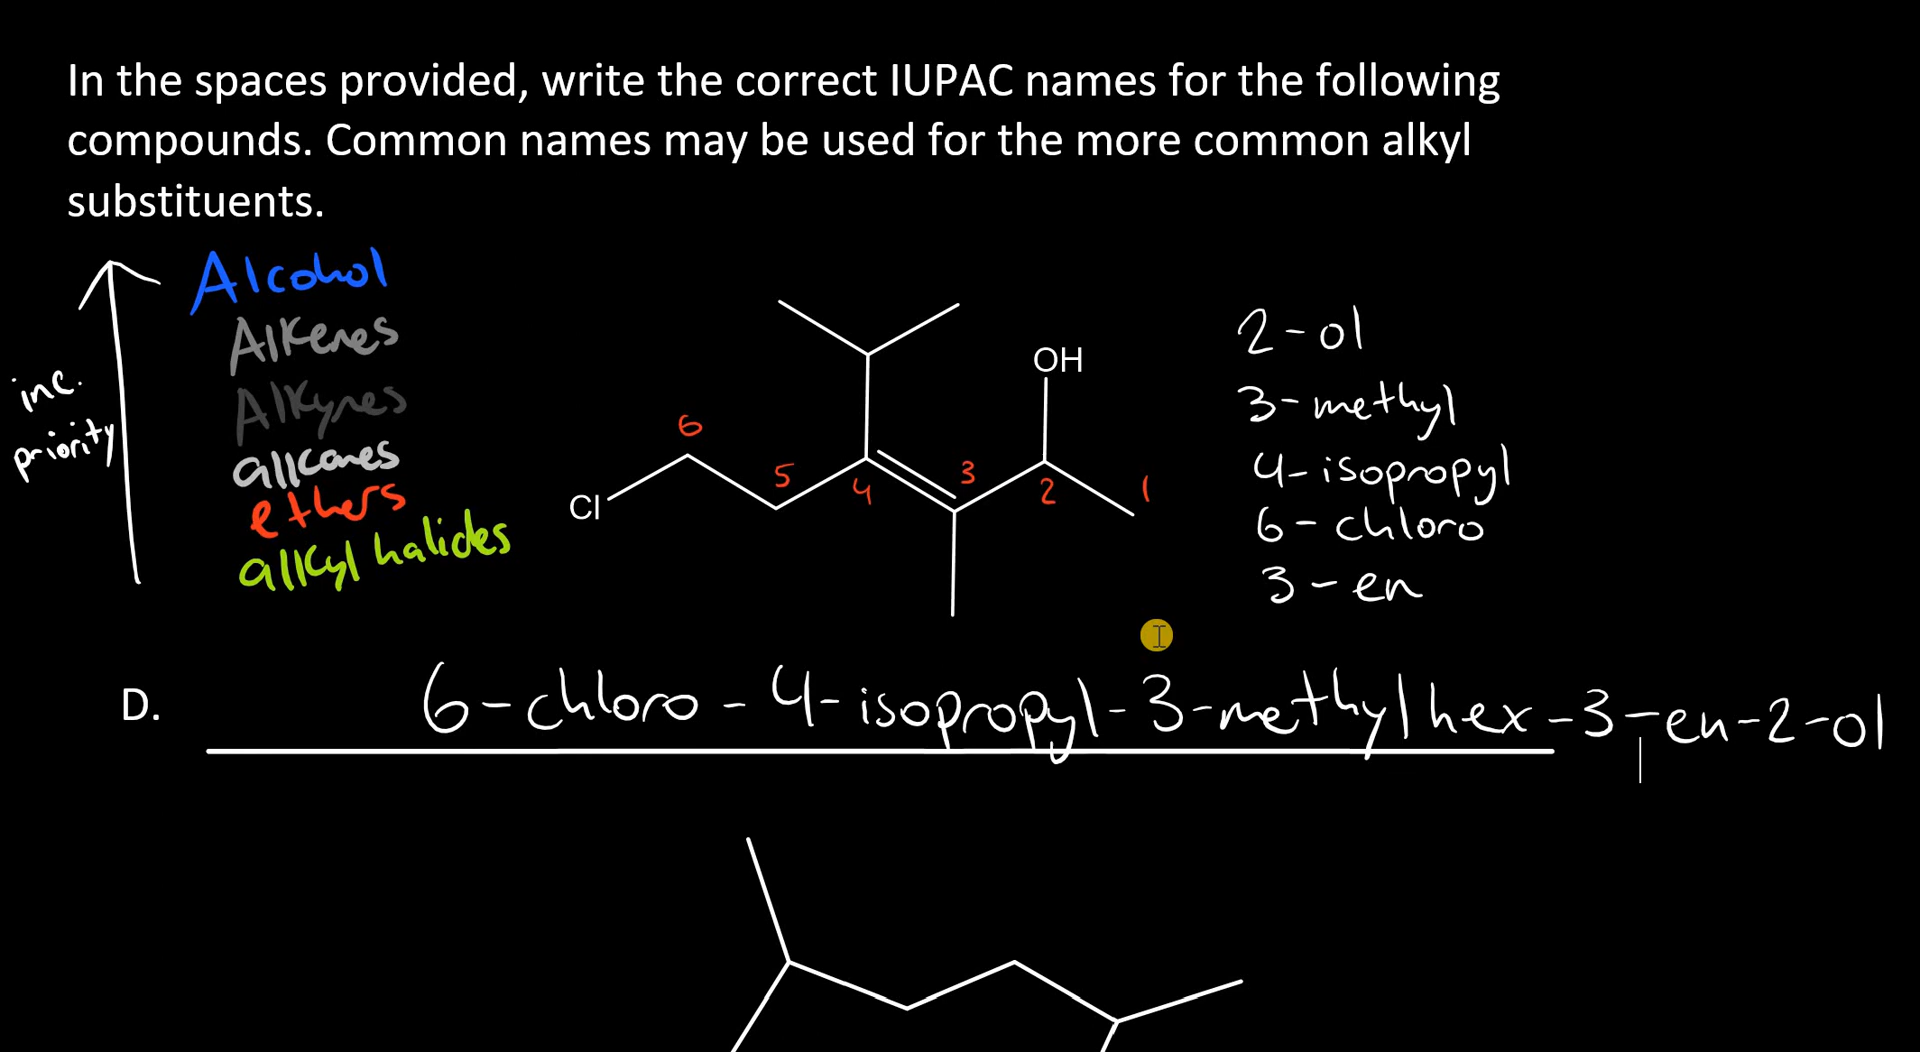 In the spaces provided, write the correct IUPAC names for the following
compounds. Common names may be used for the more common alkyl
substituents.
inc.
priority
Alcohol
Alkenes
Alkynes
alkanes
ethers
alkyl halides
OH
Cl
6
5
4
3
2
1
2-ol
3-methyl
4-isopropyl
6-chloro
3-en
D.
6-chloro-4-isopropyl-3-methylhex-3-en-2-ol